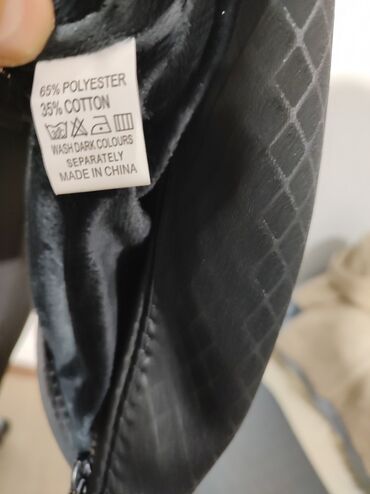 65% POLYESTER
35% COTTON
WASH DARK COLOURS
SEPARATELY
MADE IN CHINA